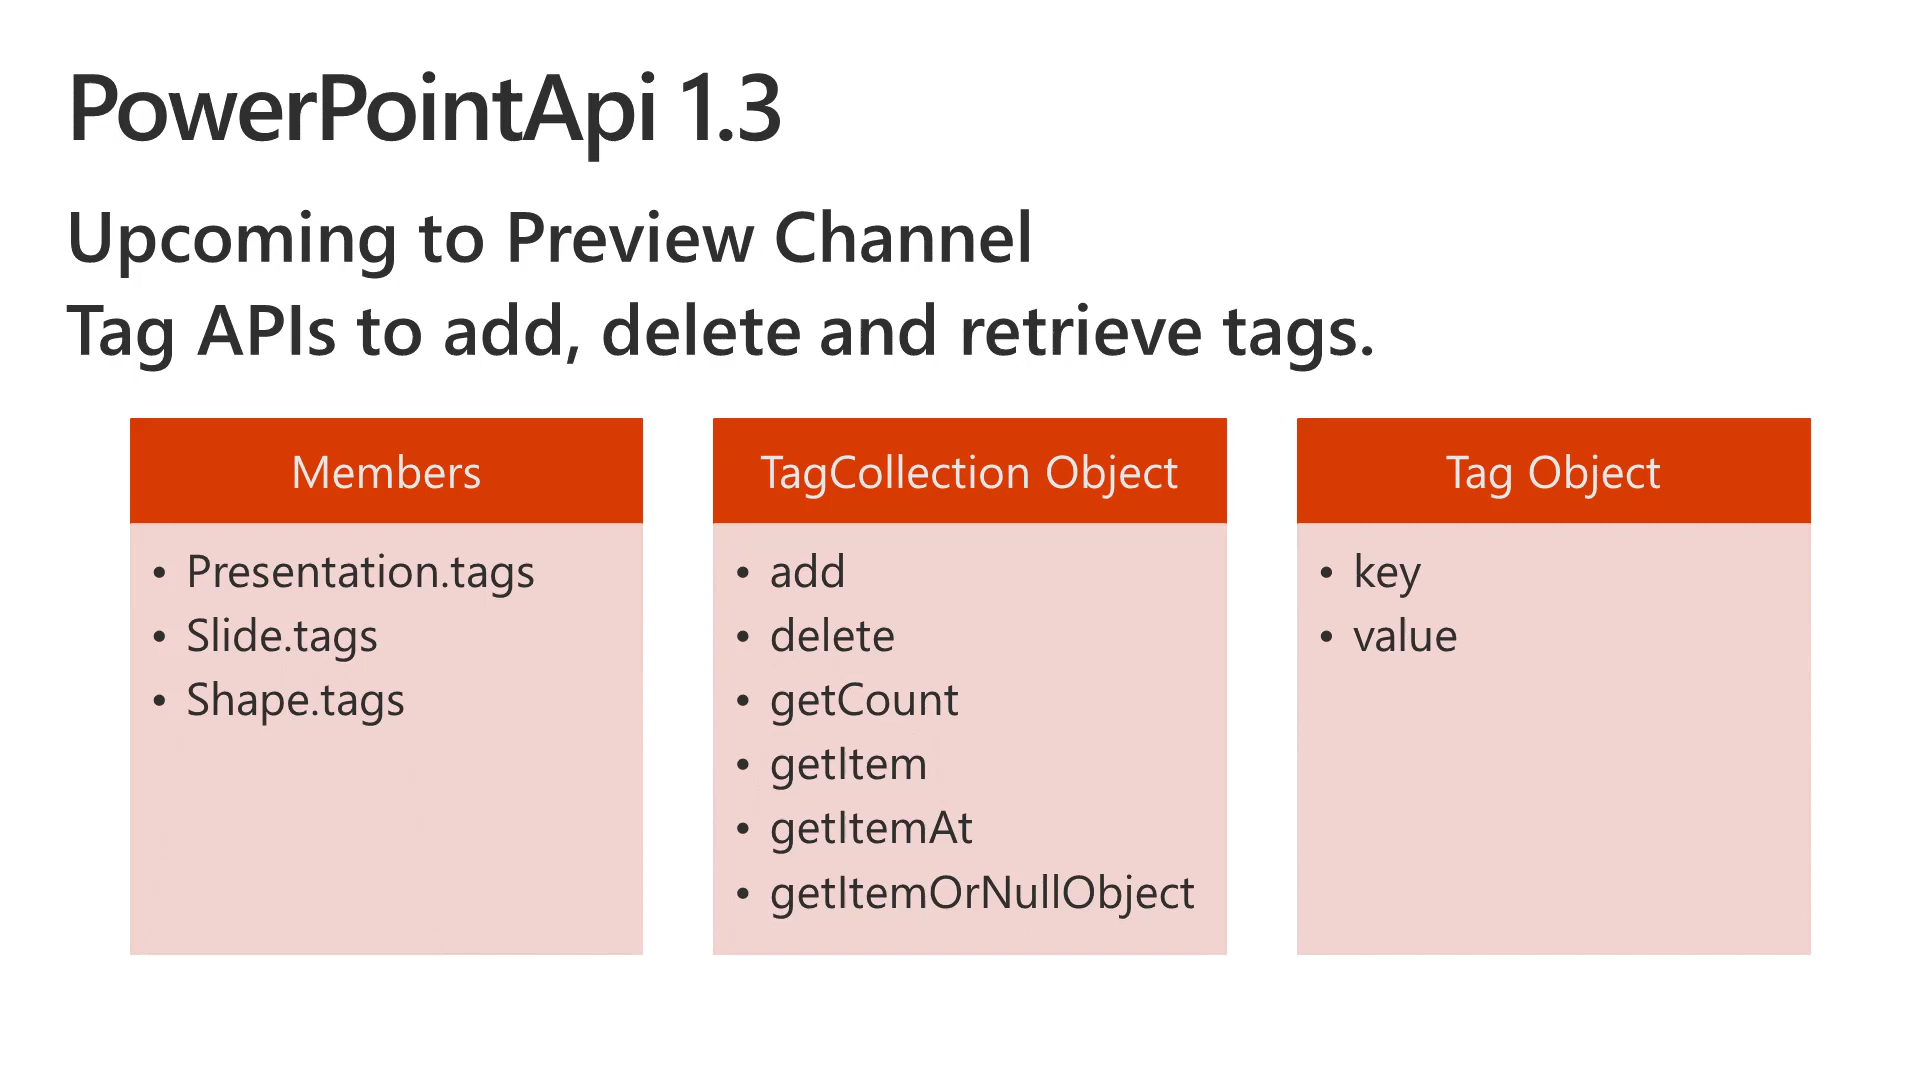 PowerPointApi 1.3
Upcoming to Preview Channel
Tag APIs to add, delete and retrieve tags.
Members
• Presentation.tags
• Slide.tags
• Shape.tags
TagCollection Object
• add
• delete
• getCount
• getItem
• getItemAt
• getItemOrNullObject
Tag Object
• key
• value